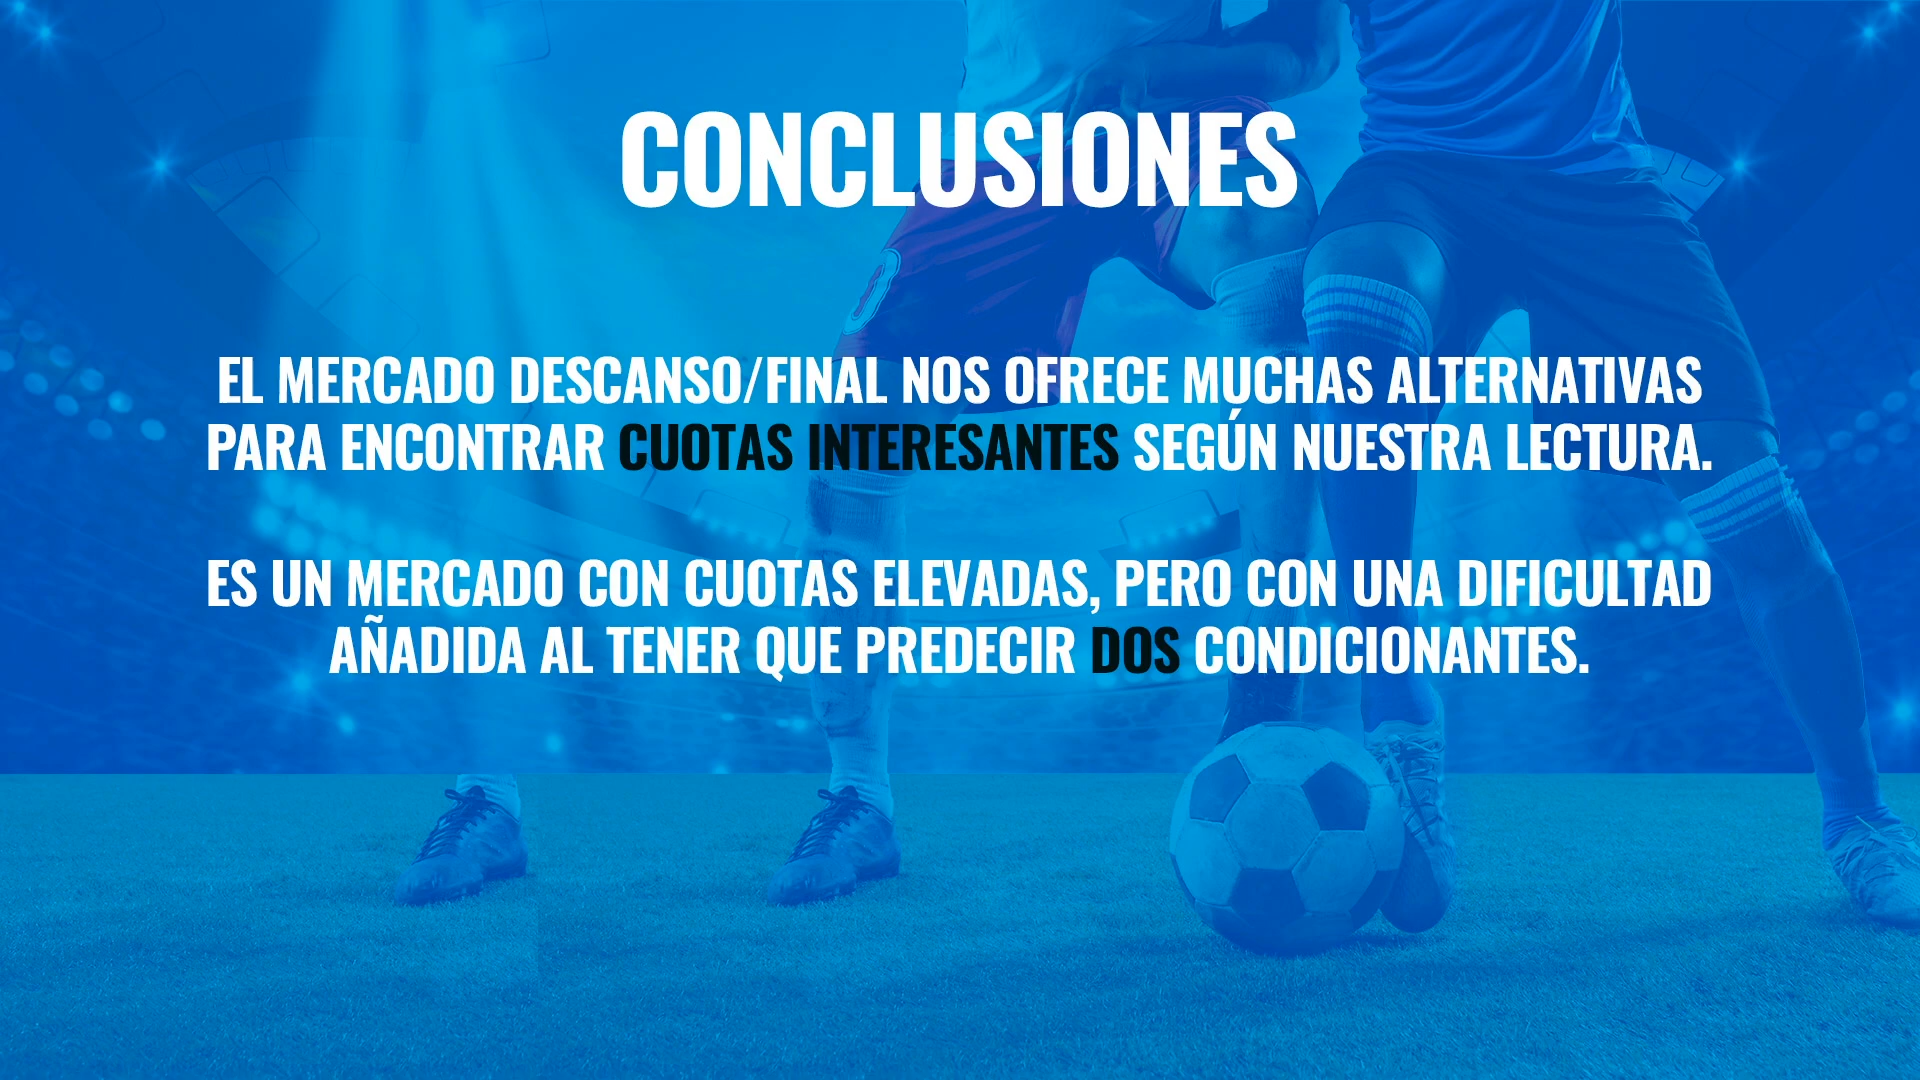 CONCLUSIONES
EL MERCADO DESCANSO/FINAL NOS OFRECE MUCHAS ALTERNATIVAS
PARA ENCONTRAR CUOTAS INTERESANTES SEGÚN NUESTRA LECTURA.
ES UN MERCADO CON CUOTAS ELEVADAS, PERO CON UNA DIFICULTAD
AÑADIDA AL TENER QUE PREDECIR DOS CONDICIONANTES.